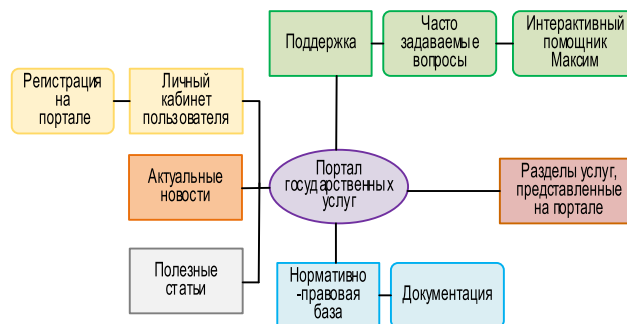 Поддержка
Часто
задаваемые
вопросы
Интерактивный
помощник
Максим
Регистрация
на
портале
Личный
кабинет
пользователя
Актуальные
новости
Портал
государственных
услуг
Разделы услуг,
представленные
на портале
Полезные
статьи
Нормативно
-правовая
база
Документация